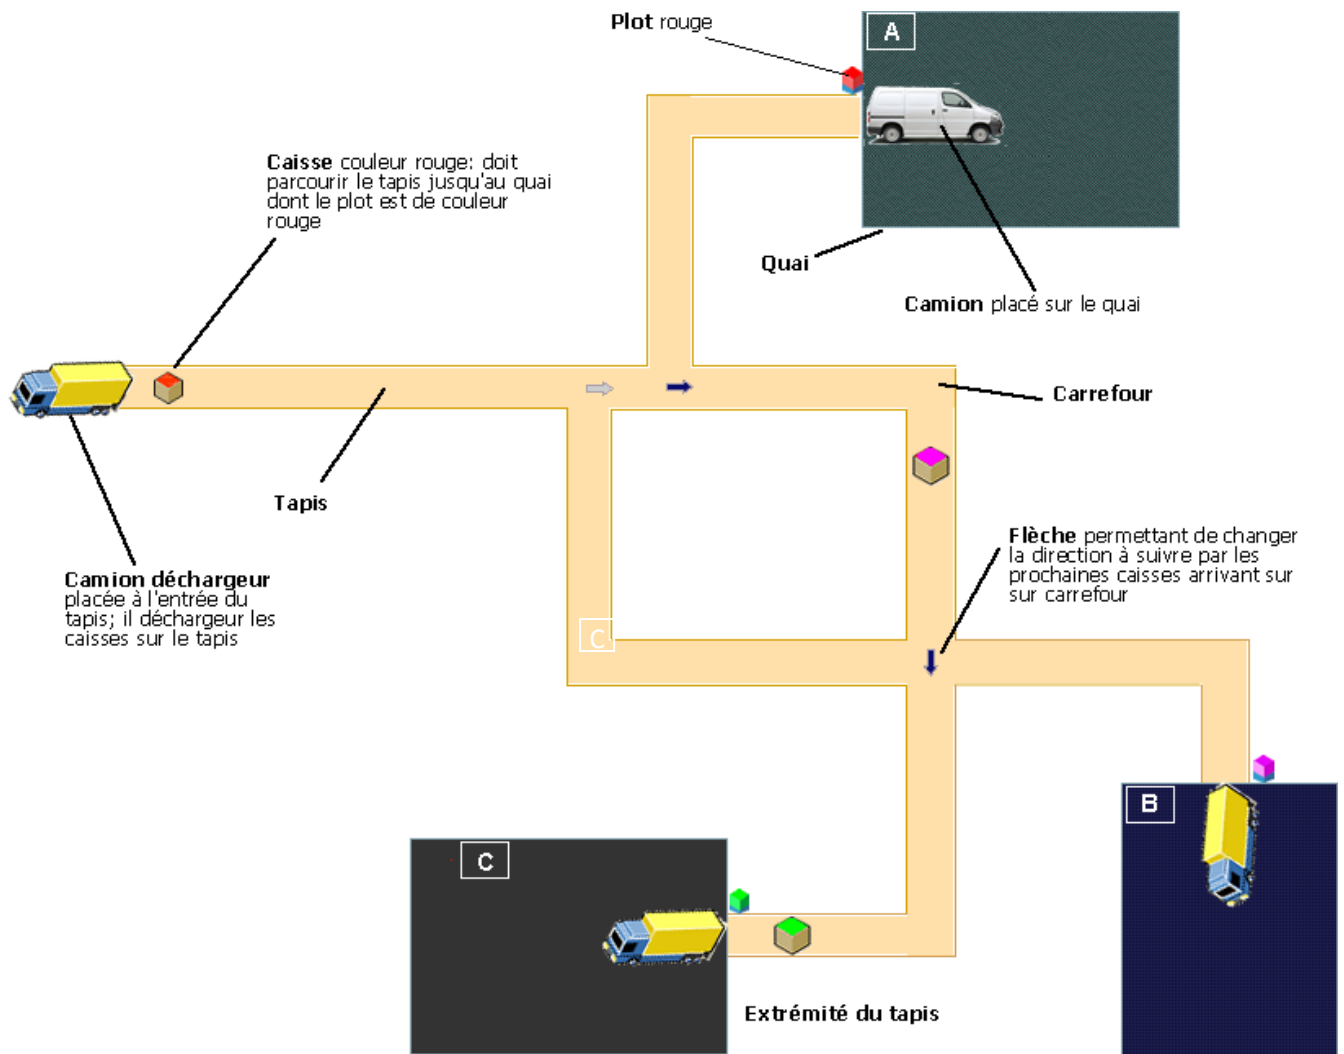 Plot rouge
A
Caisse couleur rouge: doit
parcourir le tapis jusqu'au quai
dont le plot est de couleur
rouge
Quai
Camion placé sur le quai
Carrefour
Tapis
Flèche permettant de changer
la direction à suivre par les
prochaines caisses arrivant sur
sur carrefour
Camion déchargeur
placée à l'entrée du
tapis; il déchargeur les
caisses sur le tapis
C
B
C
Extrémité du tapis